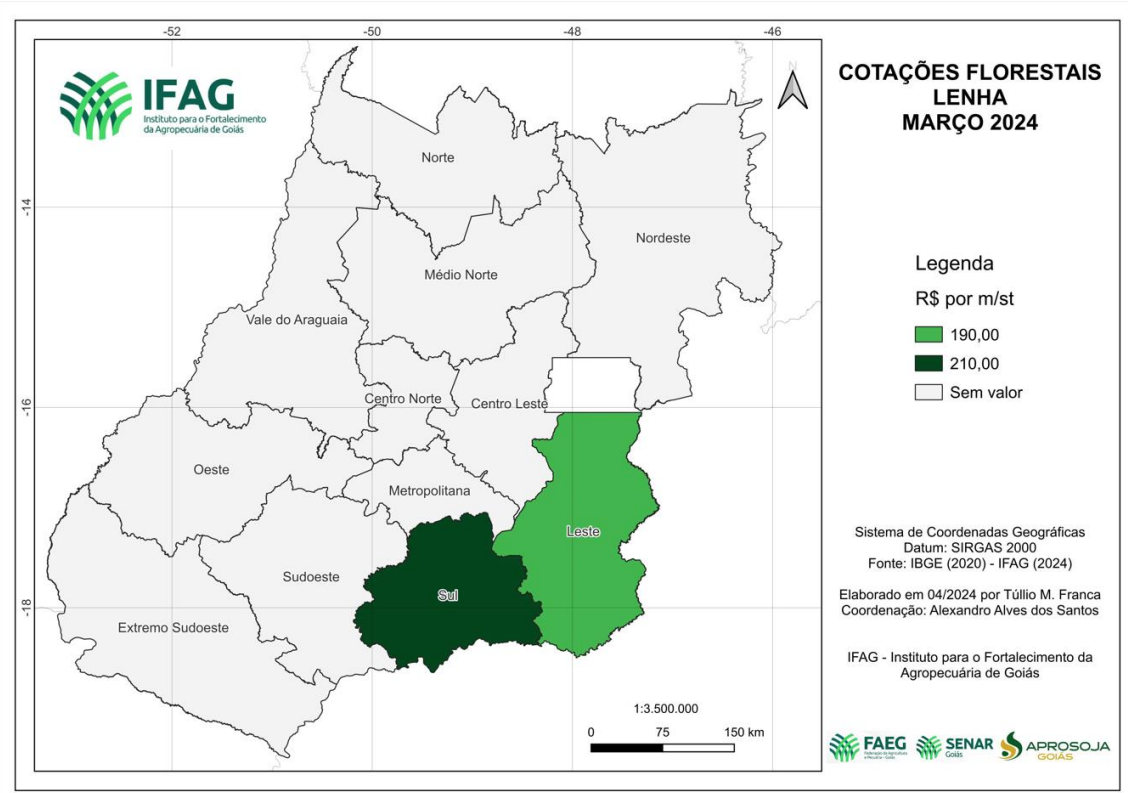 -52
-50
-48
-46
IFAG
Instituto para o Fortalecimento
da Agropecuária de Goiás
N
COTAÇÕES FLORESTAIS
LENHA
MARÇO 2024
Norte
-14
Nordeste
Médio Norte
Vale do Araguaia
Legenda
R$ por m/st
190,00
210,00
Sem valor
Centro Norte
Centro Leste
-16
Oeste
Metropolitana
Leste
Sudoeste
Sul
-18
Extremo Sudoeste
Sistema de Coordenadas Geográficas
Datum: SIRGAS 2000
Fonte: IBGE (2020) - IFAG (2024)
Elaborado em 04/2024 por Túllio M. Franca
Coordenação: Alexandro Alves dos Santos
IFAG - Instituto para o Fortalecimento da
Agropecuária de Goiás
1:3.500.000
0 75 150 km
FAEG
SENAR
Goiás
APROSOJA
GOIÁS